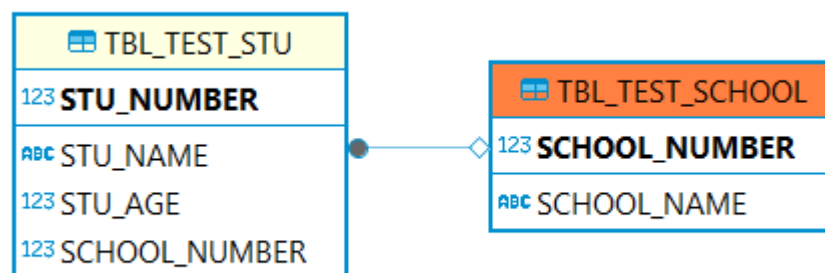 TBL_TEST_STU
123 STU_NUMBER
ABC STU_NAME
123 STU_AGE
123 SCHOOL_NUMBER
TBL_TEST_SCHOOL
123 SCHOOL_NUMBER
ABC SCHOOL_NAME